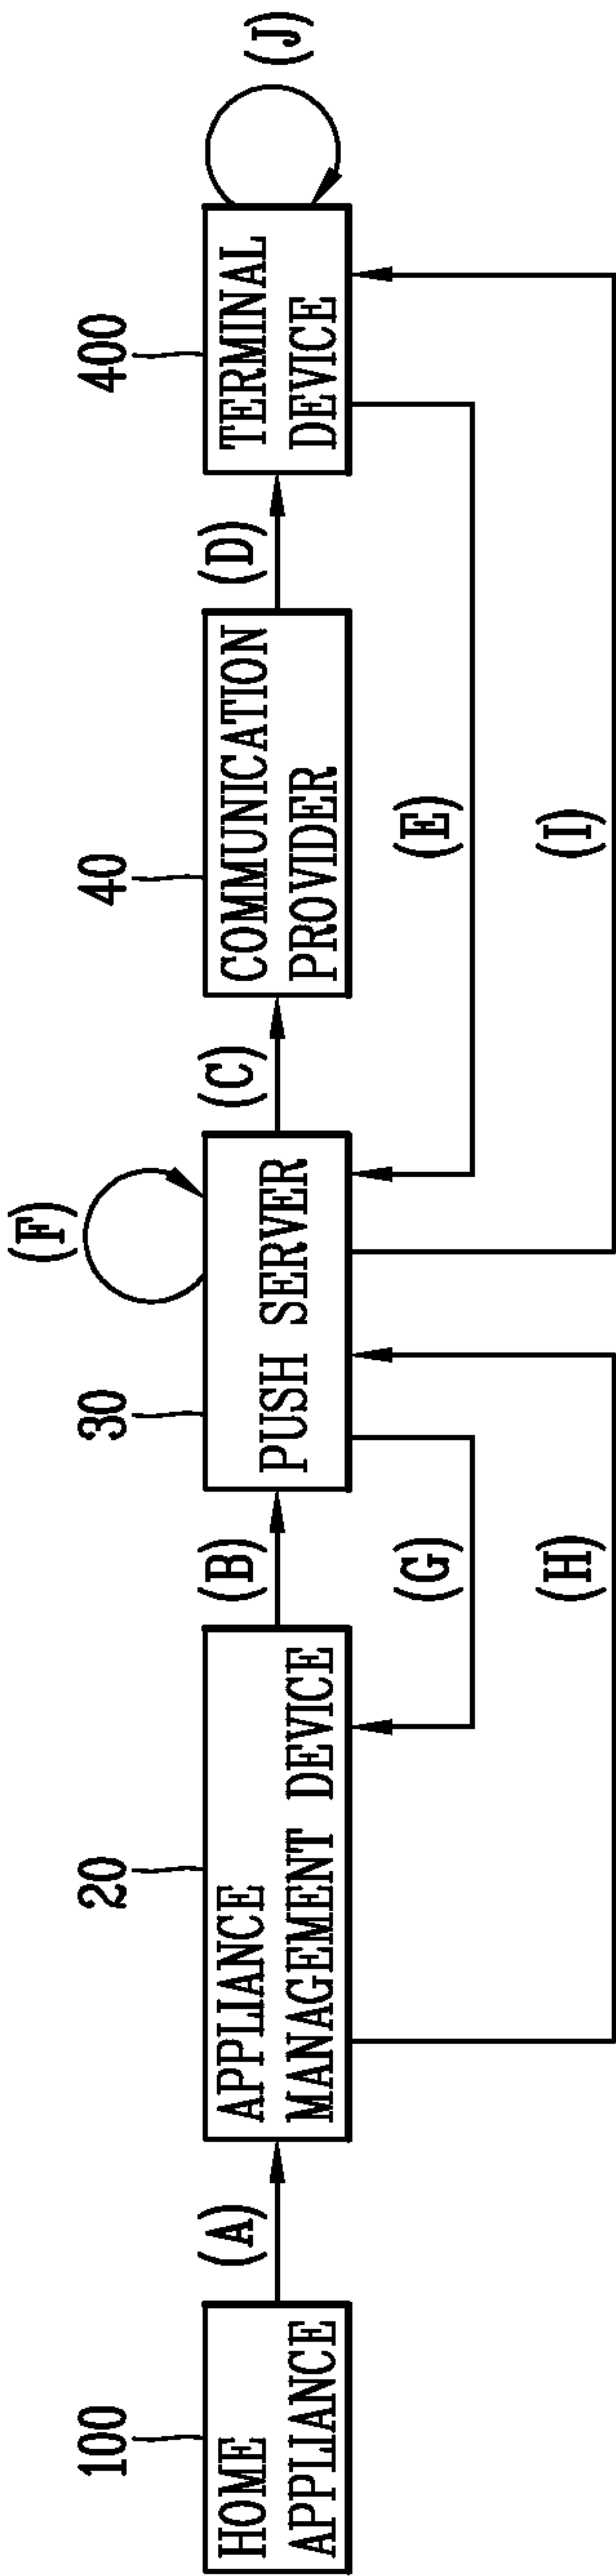 (F)
(J)
100
20
30
40
400
HOME
APPLIANCE
(A)
APPLIANCE
MANAGEMENT DEVICE
(B)
PUSH SERVER
(C)
COMMUNICATION
PROVIDER
(D)
TERMINAL
DEVICE
(G)
(E)
(H)
(I)